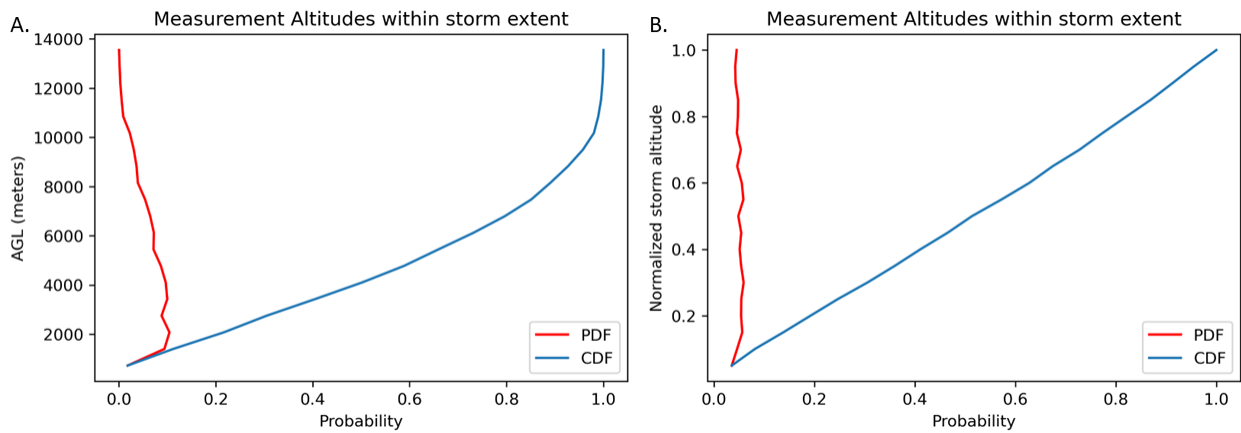 A.
Measurement Altitudes within storm extent
AGL (meters)
14000
12000
10000
8000
6000
4000
2000
0.0 0.2 0.4 0.6 0.8 1.0
Probability
PDF
CDF
B.
Measurement Altitudes within storm extent
Normalized storm altitude
1.0
0.8
0.6
0.4
0.2
0.0 0.2 0.4 0.6 0.8 1.0
Probability
PDF
CDF